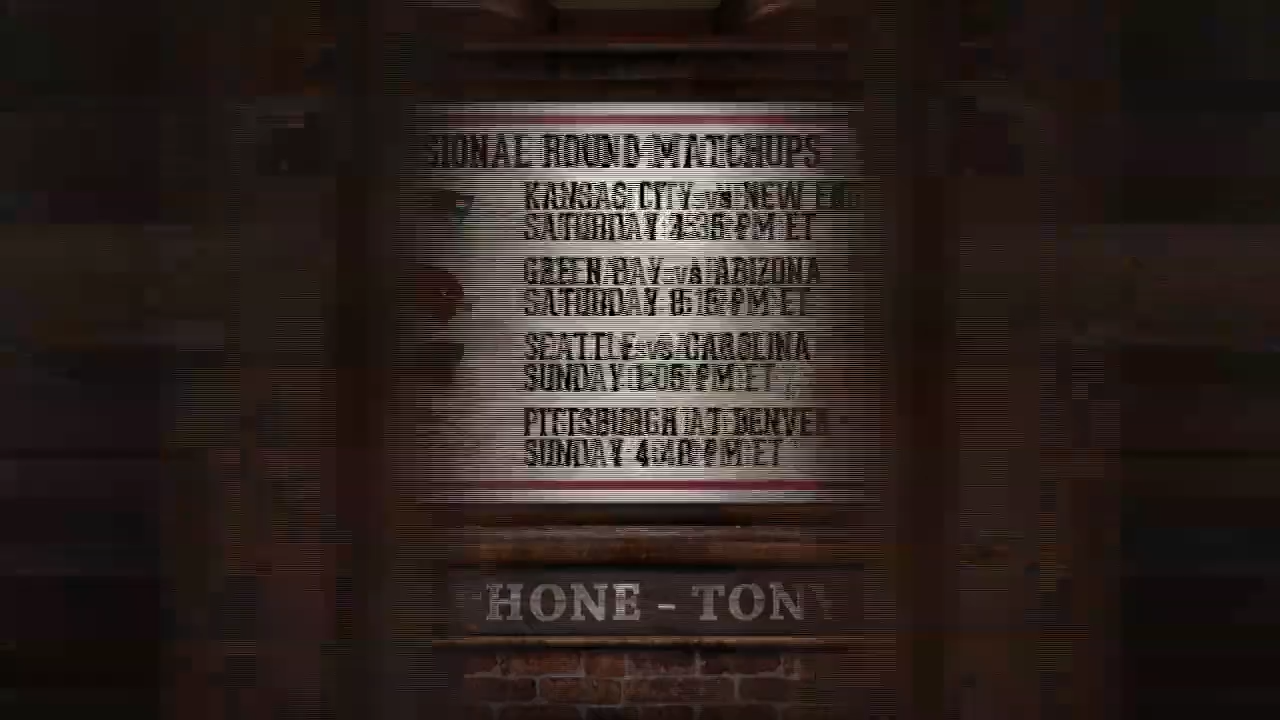 SIONAL ROUND MATCHUPS
KANSAS CITY vs NEW ENG
SATURDAY 4:35 PM ET
GREEN BAY vs ARIZONA
SATURDAY 8:15 PM ET
SEATTLE vs CAROLINA
SUNDAY 1:05 PM ET
PITTSBURGH AT DENVER
SUNDAY 4:40 PM ET
HONE - TON